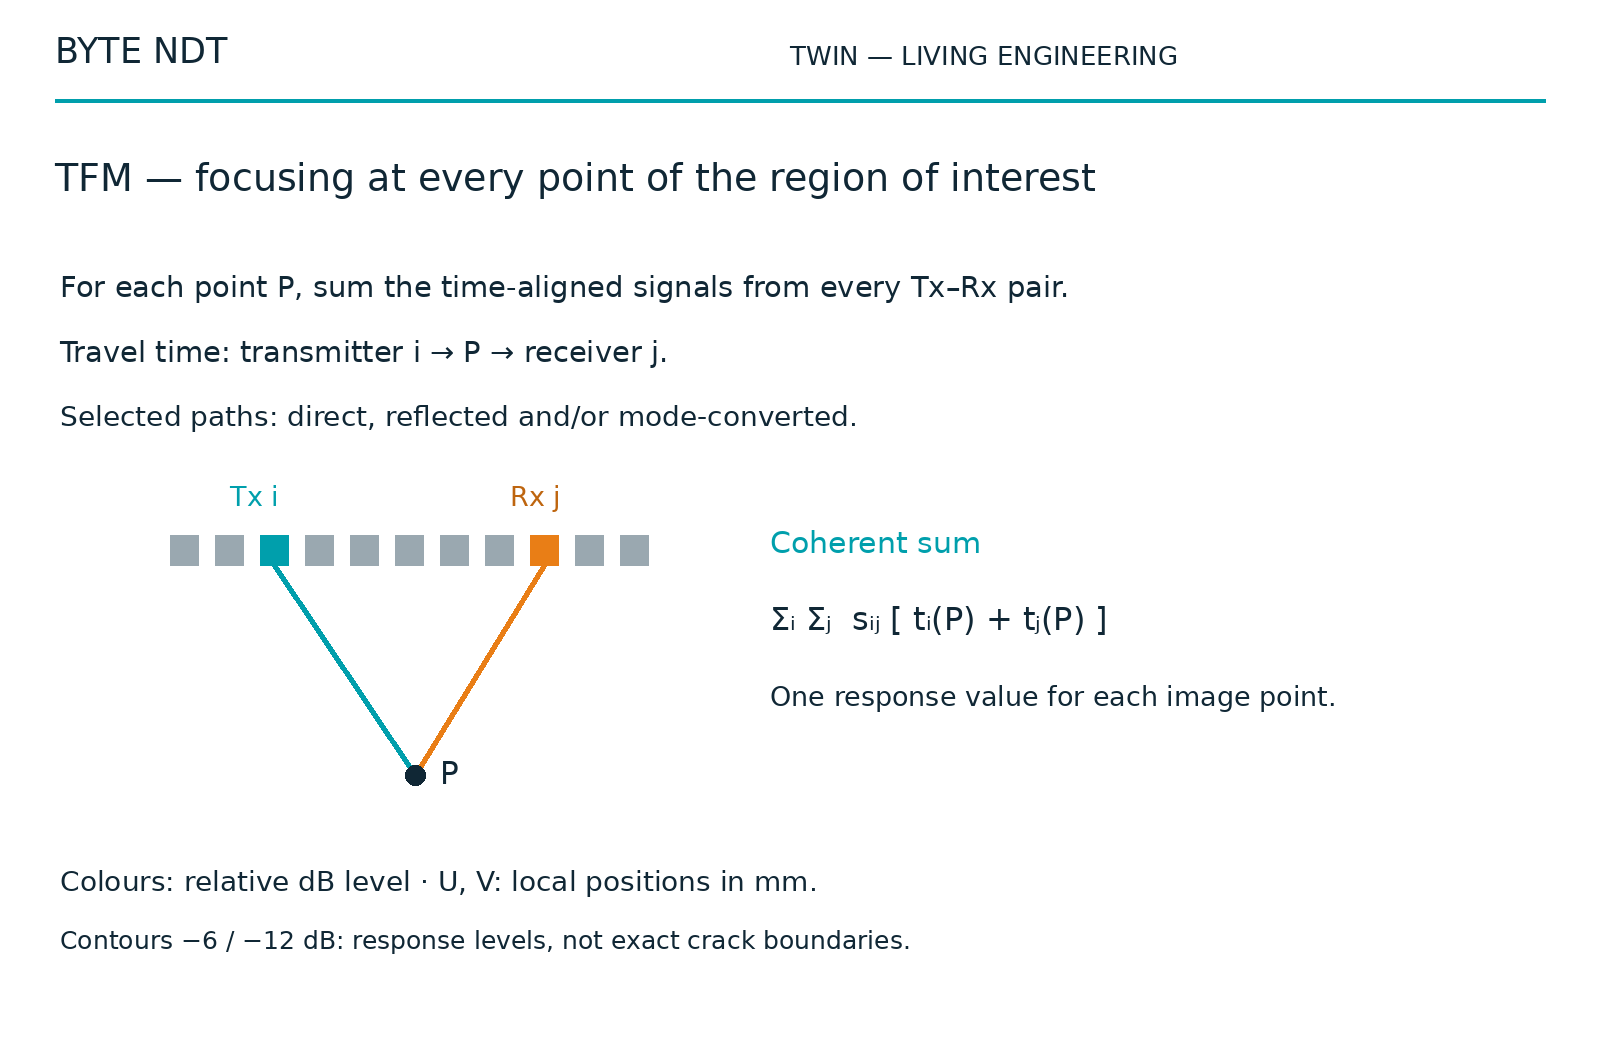 BYTE NDT
TWIN — LIVING ENGINEERING
TFM — focusing at every point of the region of interest
For each point P, sum the time-aligned signals from every Tx–Rx pair.
Travel time: transmitter i → P → receiver j.
Selected paths: direct, reflected and/or mode-converted.
Tx i
Rx j
Coherent sum
Σᵢ Σⱼ sᵢⱼ [ tᵢ(P) + tⱼ(P) ]
One response value for each image point.
P
Colours: relative dB level · U, V: local positions in mm.
Contours −6 / −12 dB: response levels, not exact crack boundaries.